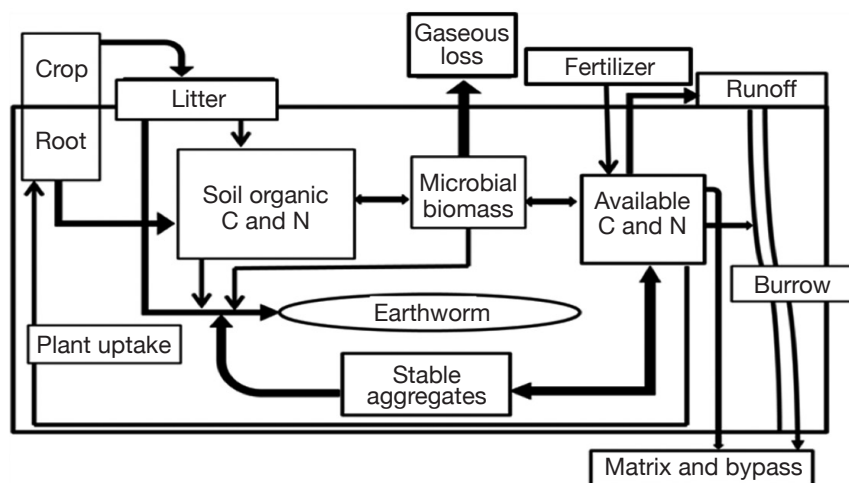 Gaseous
loss
Fertilizer
Crop
Litter
Runoff
Root
Soil organic
C and N
Microbial
biomass
Available
C and N
Burrow
Earthworm
Plant uptake
Stable
aggregates
Matrix and bypass